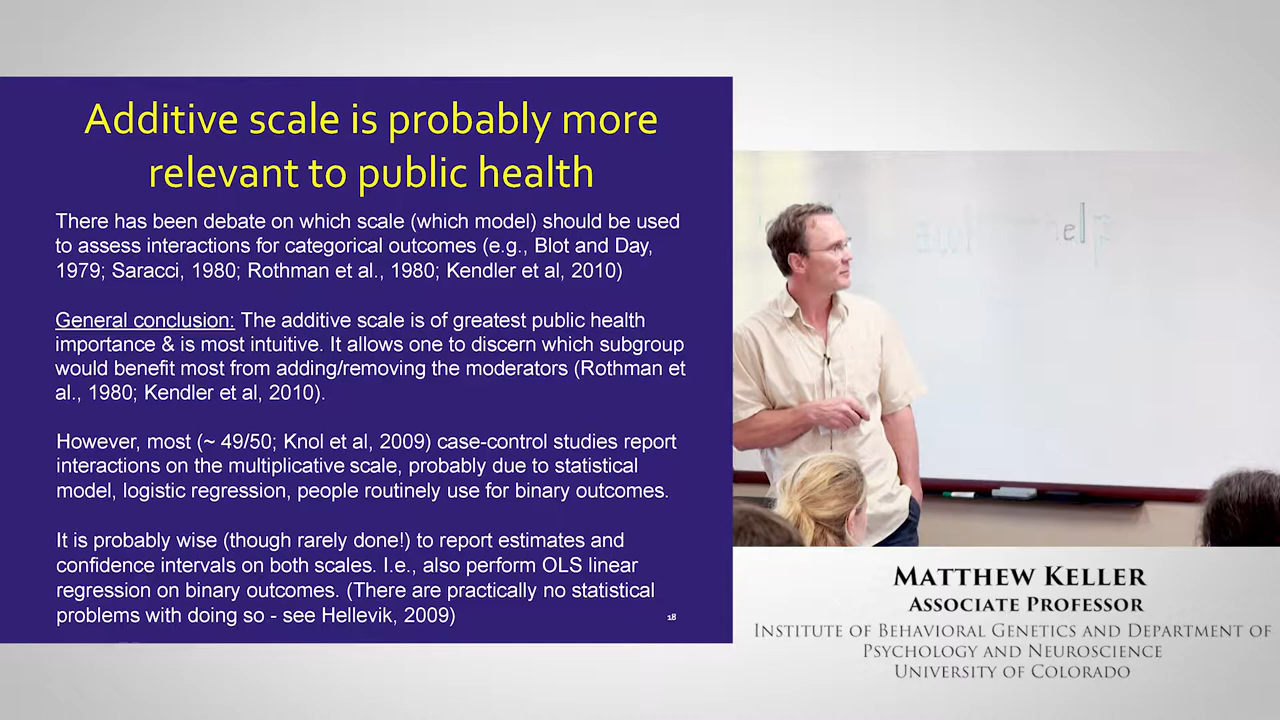 Additive scale is probably more
relevant to public health
There has been debate on which scale (which model) should be used
to assess interactions for categorical outcomes (e.g., Blot and Day,
1979; Saracci, 1980; Rothman et al., 1980; Kendler et al, 2010)
General conclusion: The additive scale is of greatest public health
importance & is most intuitive. It allows one to discern which subgroup
would benefit most from adding/removing the moderators (Rothman et
al., 1980; Kendler et al, 2010).
However, most (~ 49/50; Knol et al, 2009) case-control studies report
interactions on the multiplicative scale, probably due to statistical
model, logistic regression, people routinely use for binary outcomes.
It is probably wise (though rarely done!) to report estimates and
confidence intervals on both scales. I.e., also perform OLS linear
regression on binary outcomes. (There are practically no statistical
problems with doing so - see Hellevik, 2009)
18
MATTHEW KELLER
ASSOCIATE PROFESSOR
INSTITUTE OF BEHAVIORAL GENETICS AND DEPARTMENT OF
PSYCHOLOGY AND NEUROSCIENCE
UNIVERSITY OF COLORADO